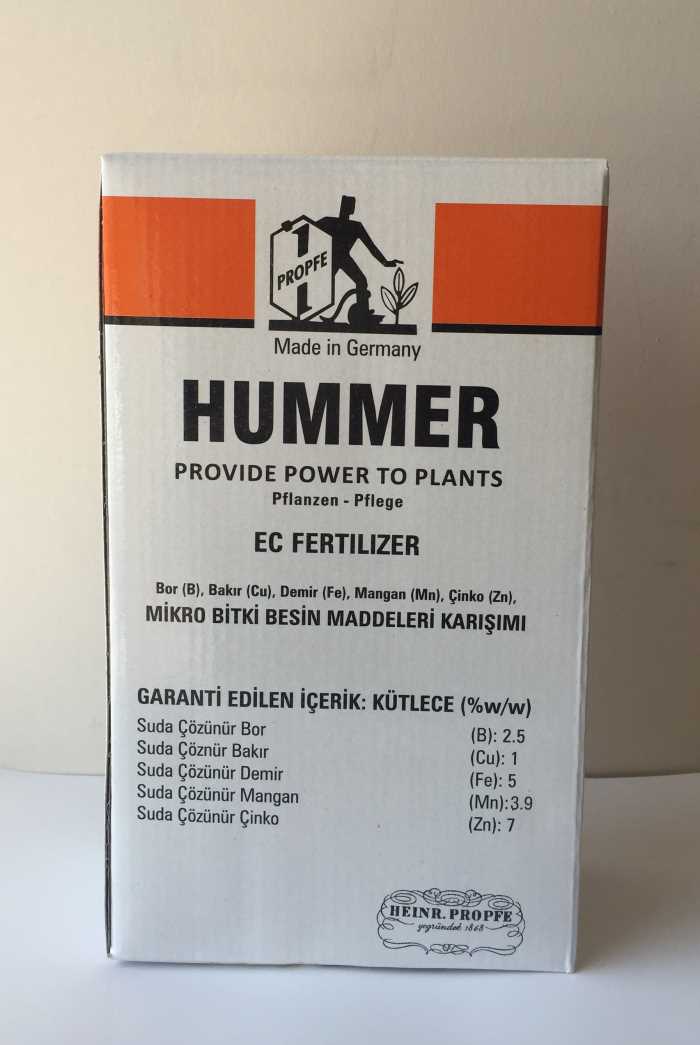 1
PROPFE
Made in Germany
HUMMER
PROVIDE POWER TO PLANTS
Pflanzen - Pflege
EC FERTILIZER
Bor (B), Bakır (Cu), Demir (Fe), Mangan (Mn), Çinko (Zn),
MİKRO BİTKİ BESİN MADDELERİ KARIŞIMI
GARANTİ EDİLEN İÇERİK: KÜTLECE (%w/w)
Suda Çözünür Bor (B): 2.5
Suda Çöznür Bakır (Cu): 1
Suda Çözünür Demir (Fe): 5
Suda Çözünür Mangan (Mn):3.9
Suda Çözünür Çinko (Zn): 7
HEINR. PROPFE
yegründek 1868